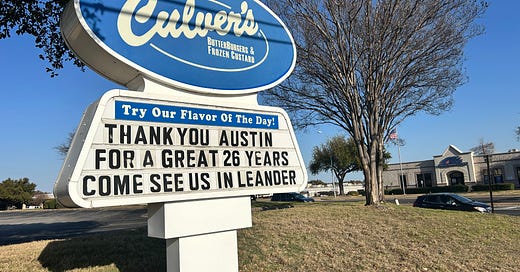 Culver's
ButterBurgers &
Frozen Custard
Try Our Flavor Of The Day!
THANK YOU AUSTIN
FOR A GREAT 26 YEARS
COME SEE US IN LEANDER